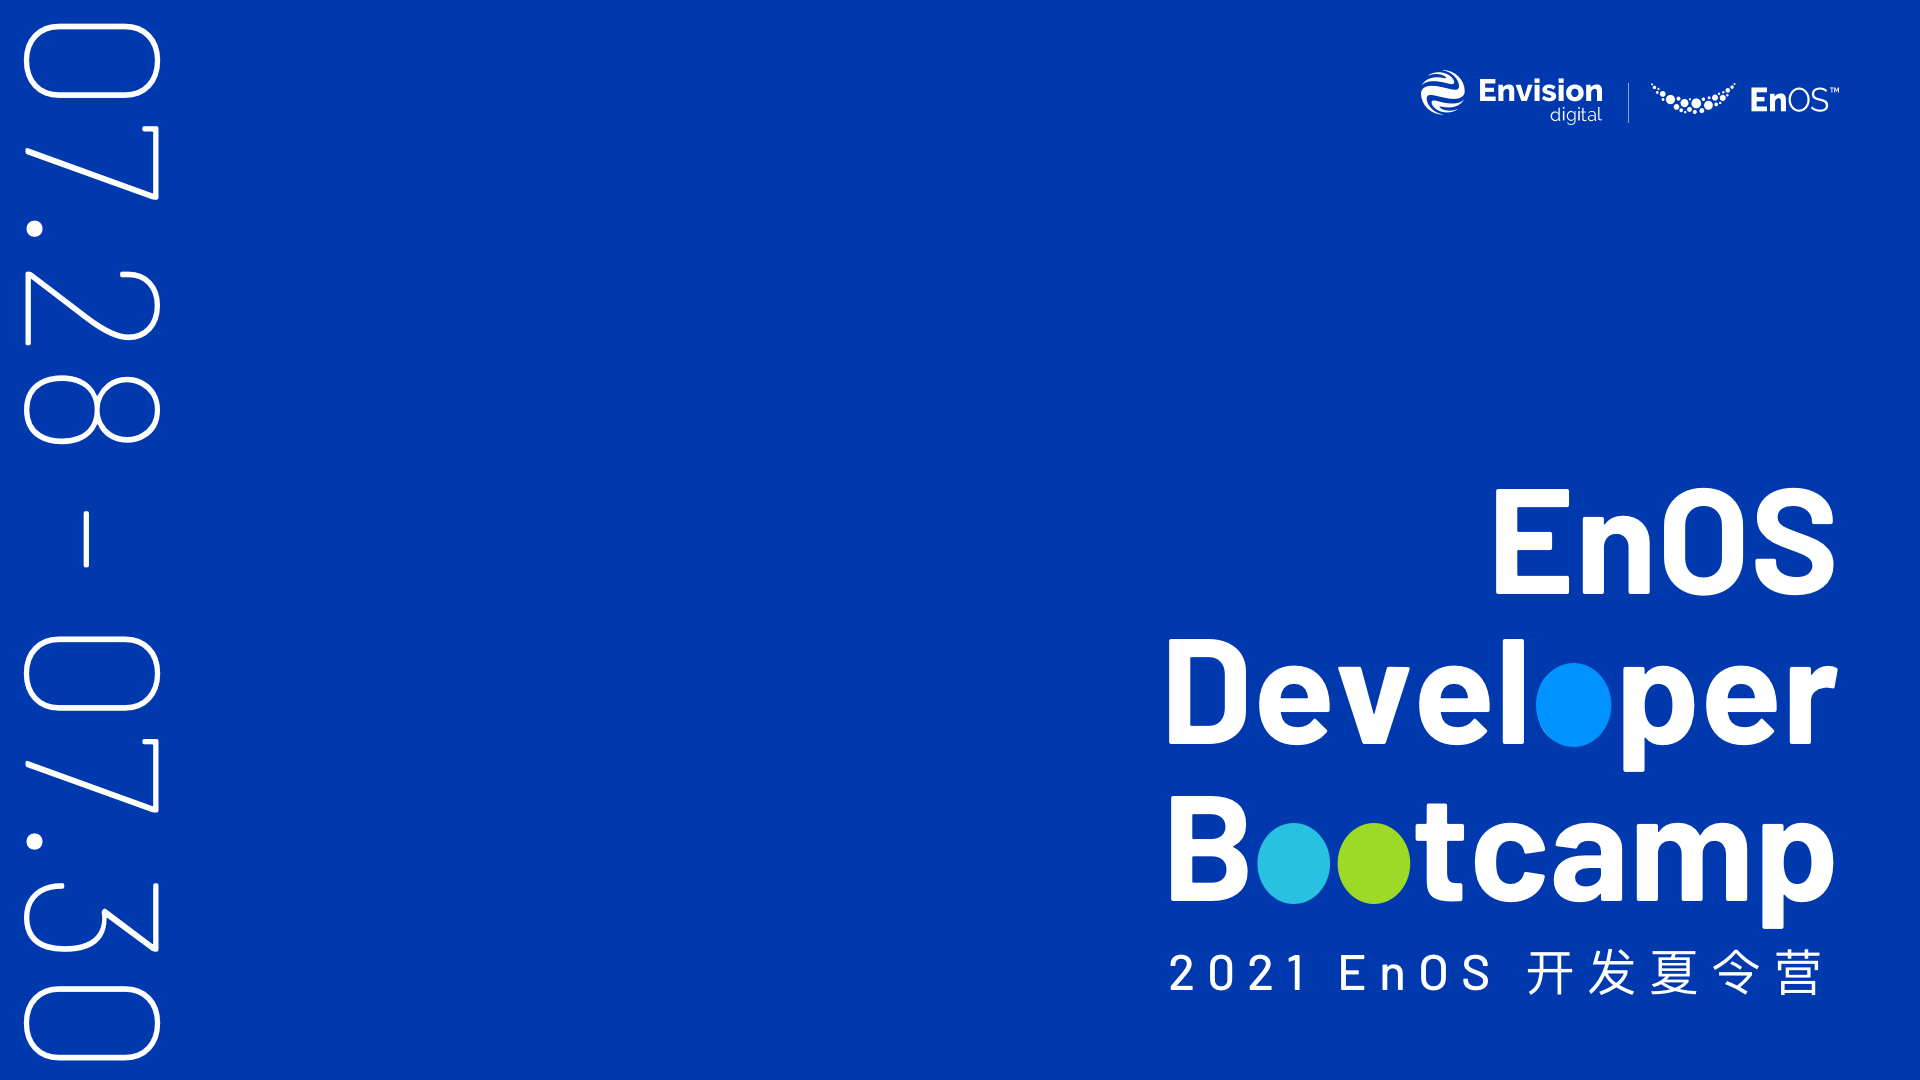 07.28-07.30
Envision
digital
EnOS™
EnOS
Developer
Bootcamp
2021 EnOS 开发夏令营